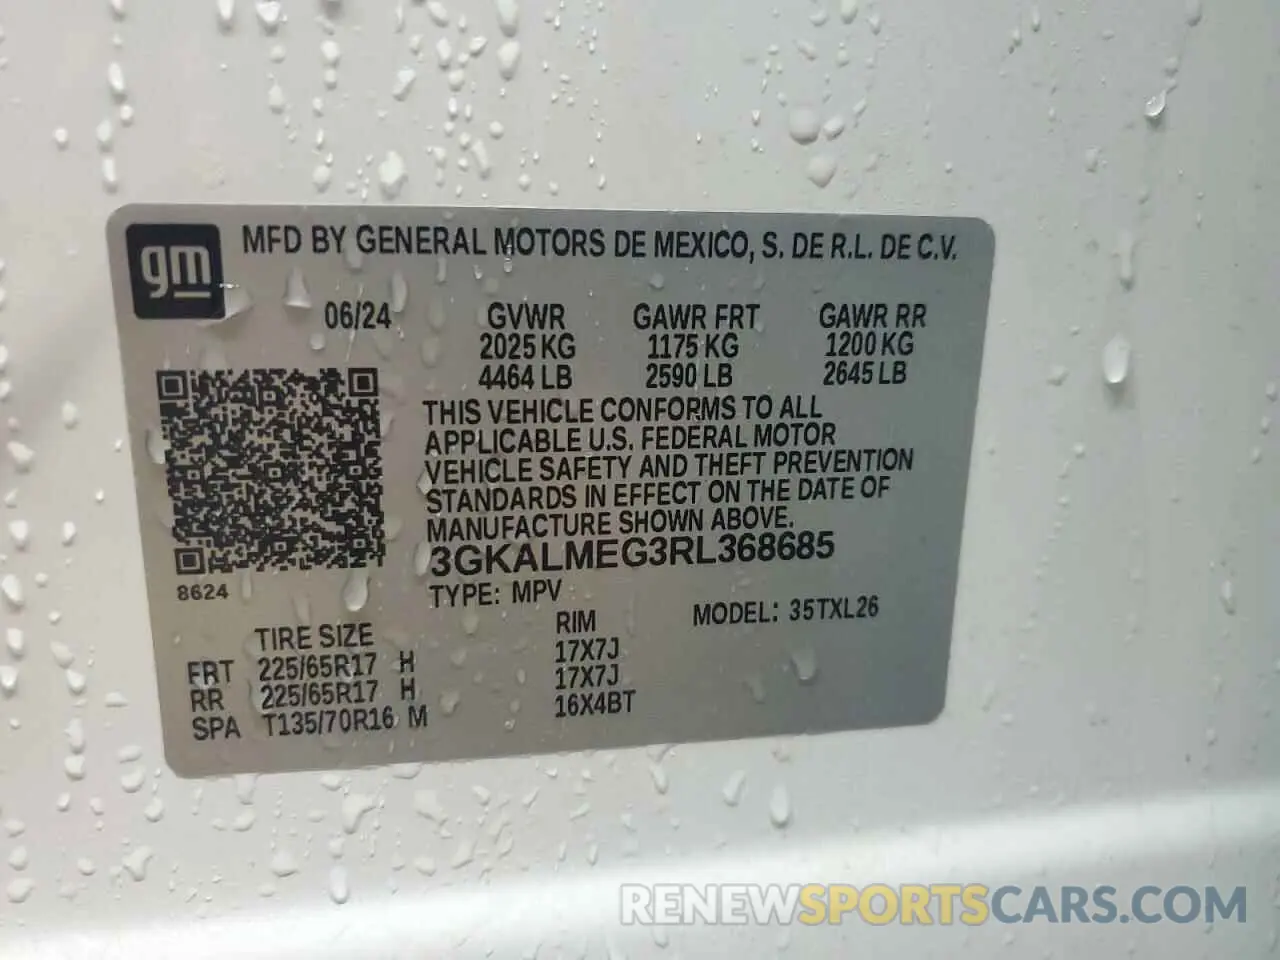 gm
MFD BY GENERAL MOTORS DE MEXICO, S. DE R.L. DE C.V.
06/24 GVWR GAWR FRT GAWR RR
2025 KG 1175 KG 1200 KG
4464 LB 2590 LB 2645 LB
THIS VEHICLE CONFORMS TO ALL
APPLICABLE U.S. FEDERAL MOTOR
VEHICLE SAFETY AND THEFT PREVENTION
STANDARDS IN EFFECT ON THE DATE OF
MANUFACTURE SHOWN ABOVE.
3GKALMEG3RL368685
8624
TYPE: MPV
MODEL: 35TXL26
TIRE SIZE RIM
FRT 225/65R17 H 17X7J
RR 225/65R17 H 17X7J
SPA T135/70R16 M 16X4BT
RENEWSPORTSCARS.COM